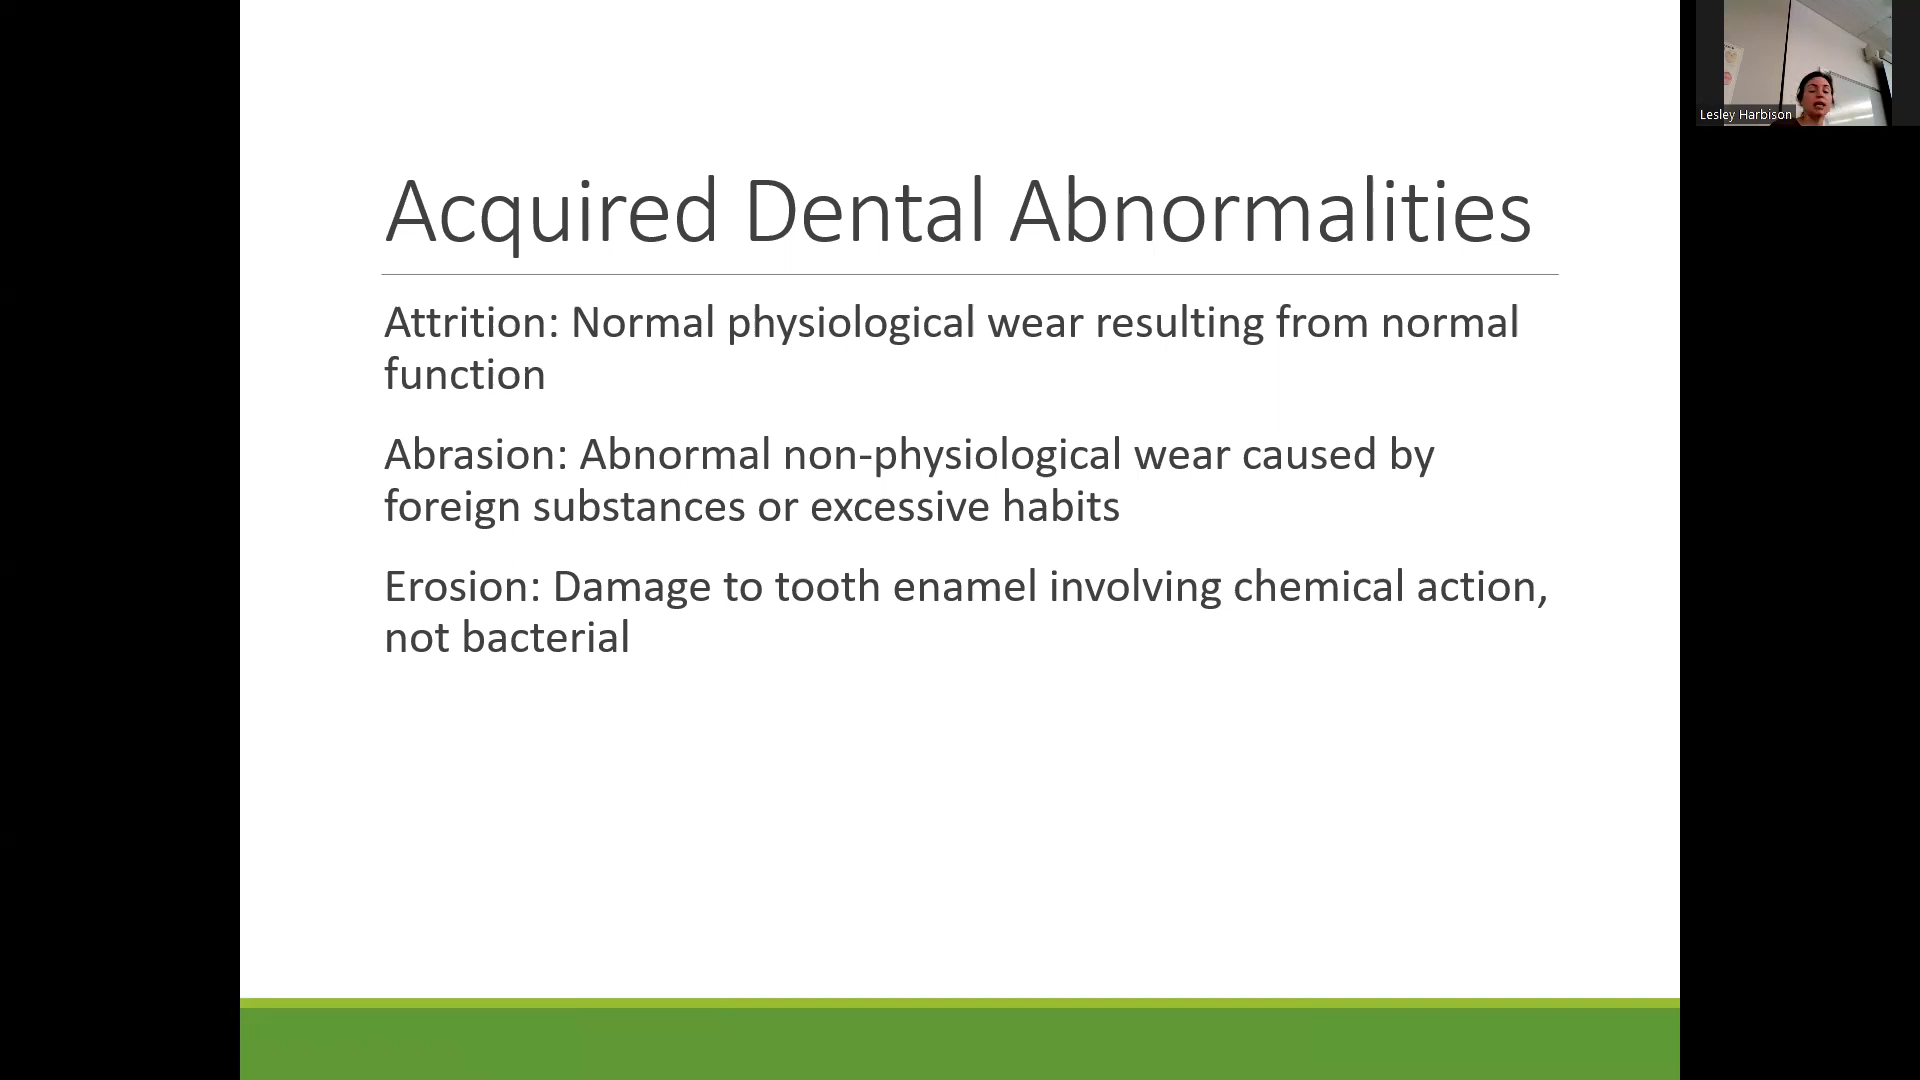 Acquired Dental Abnormalities
Attrition: Normal physiological wear resulting from normal
function
Abrasion: Abnormal non-physiological wear caused by
foreign substances or excessive habits
Erosion: Damage to tooth enamel involving chemical action,
not bacterial
Lesley Harbison